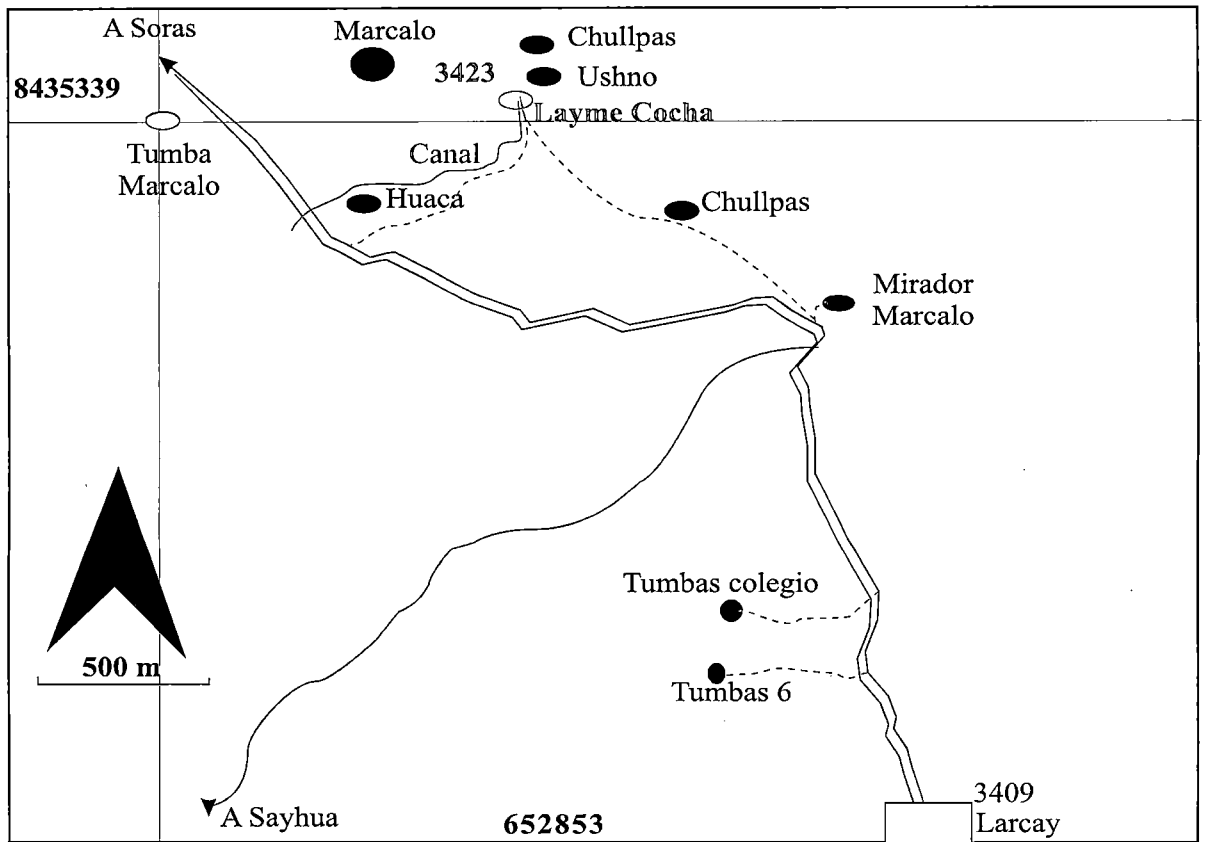 A Soras
Marcalo
Chullpas
3423
Ushno
8435339
Layme Cocha
Tumba
Marcalo
Canal
Huaca
Chullpas
Mirador
Marcalo
Tumbas colegio
500 m
Tumbas 6
A Sayhua
652853
3409
Larcay